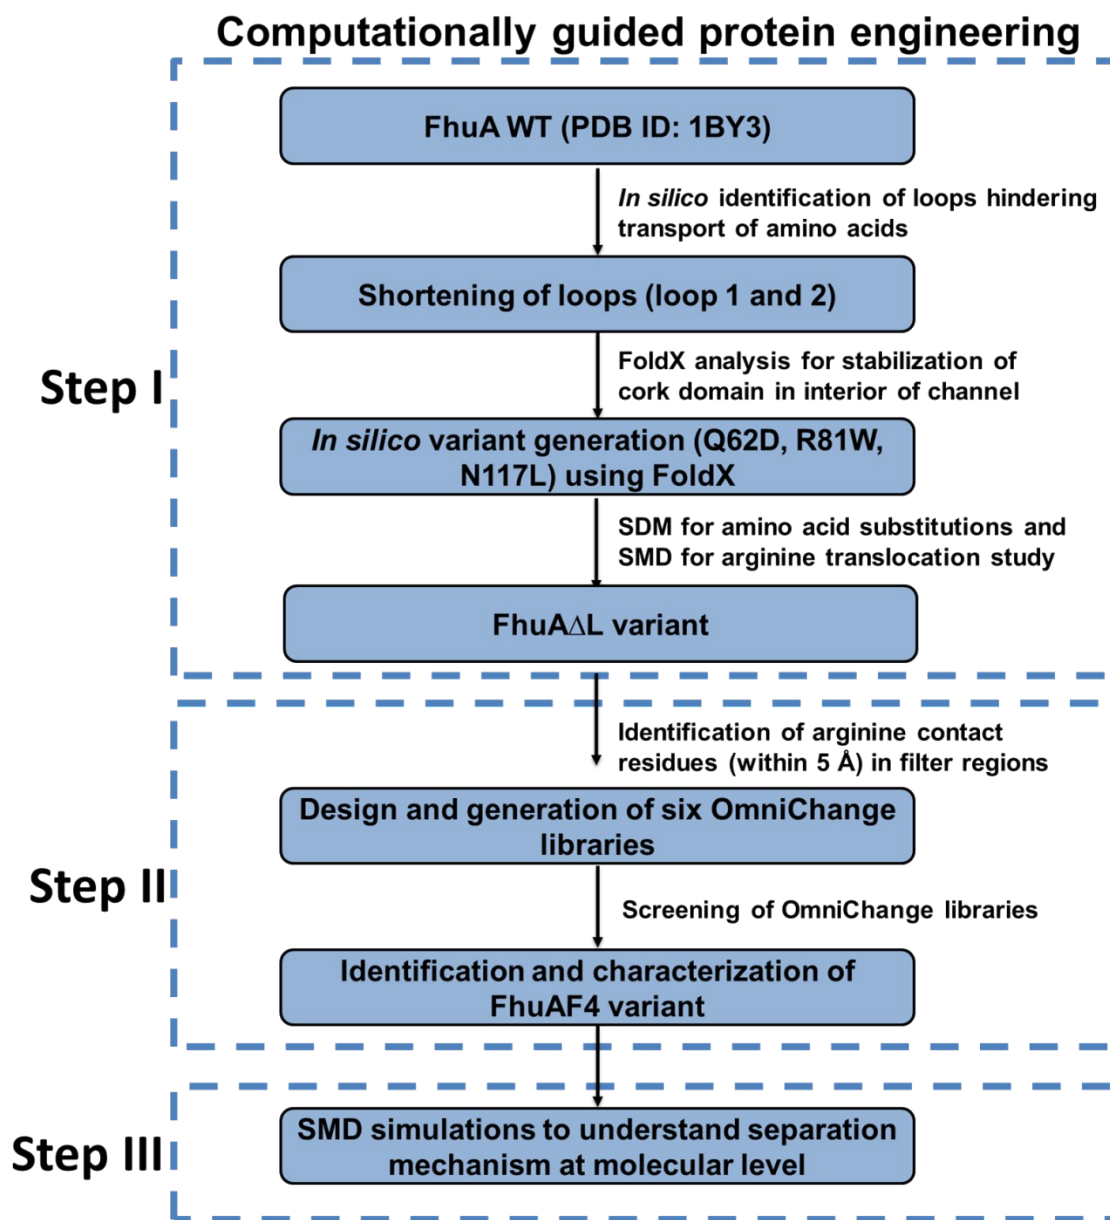 Computationally guided protein engineering
FhuA WT (PDB ID: 1BY3)
In silico identification of loops hindering
transport of amino acids
Shortening of loops (loop 1 and 2)
FoldX analysis for stabilization of
cork domain in interior of channel
Step I
In silico variant generation (Q62D, R81W,
N117L) using FoldX
SDM for amino acid substitutions and
SMD for arginine translocation study
FhuA∆L variant
Identification of arginine contact
residues (within 5 Å) in filter regions
Design and generation of six OmniChange
libraries
Step II
Screening of OmniChange libraries
Identification and characterization of
FhuAF4 variant
Step III
SMD simulations to understand separation
mechanism at molecular level